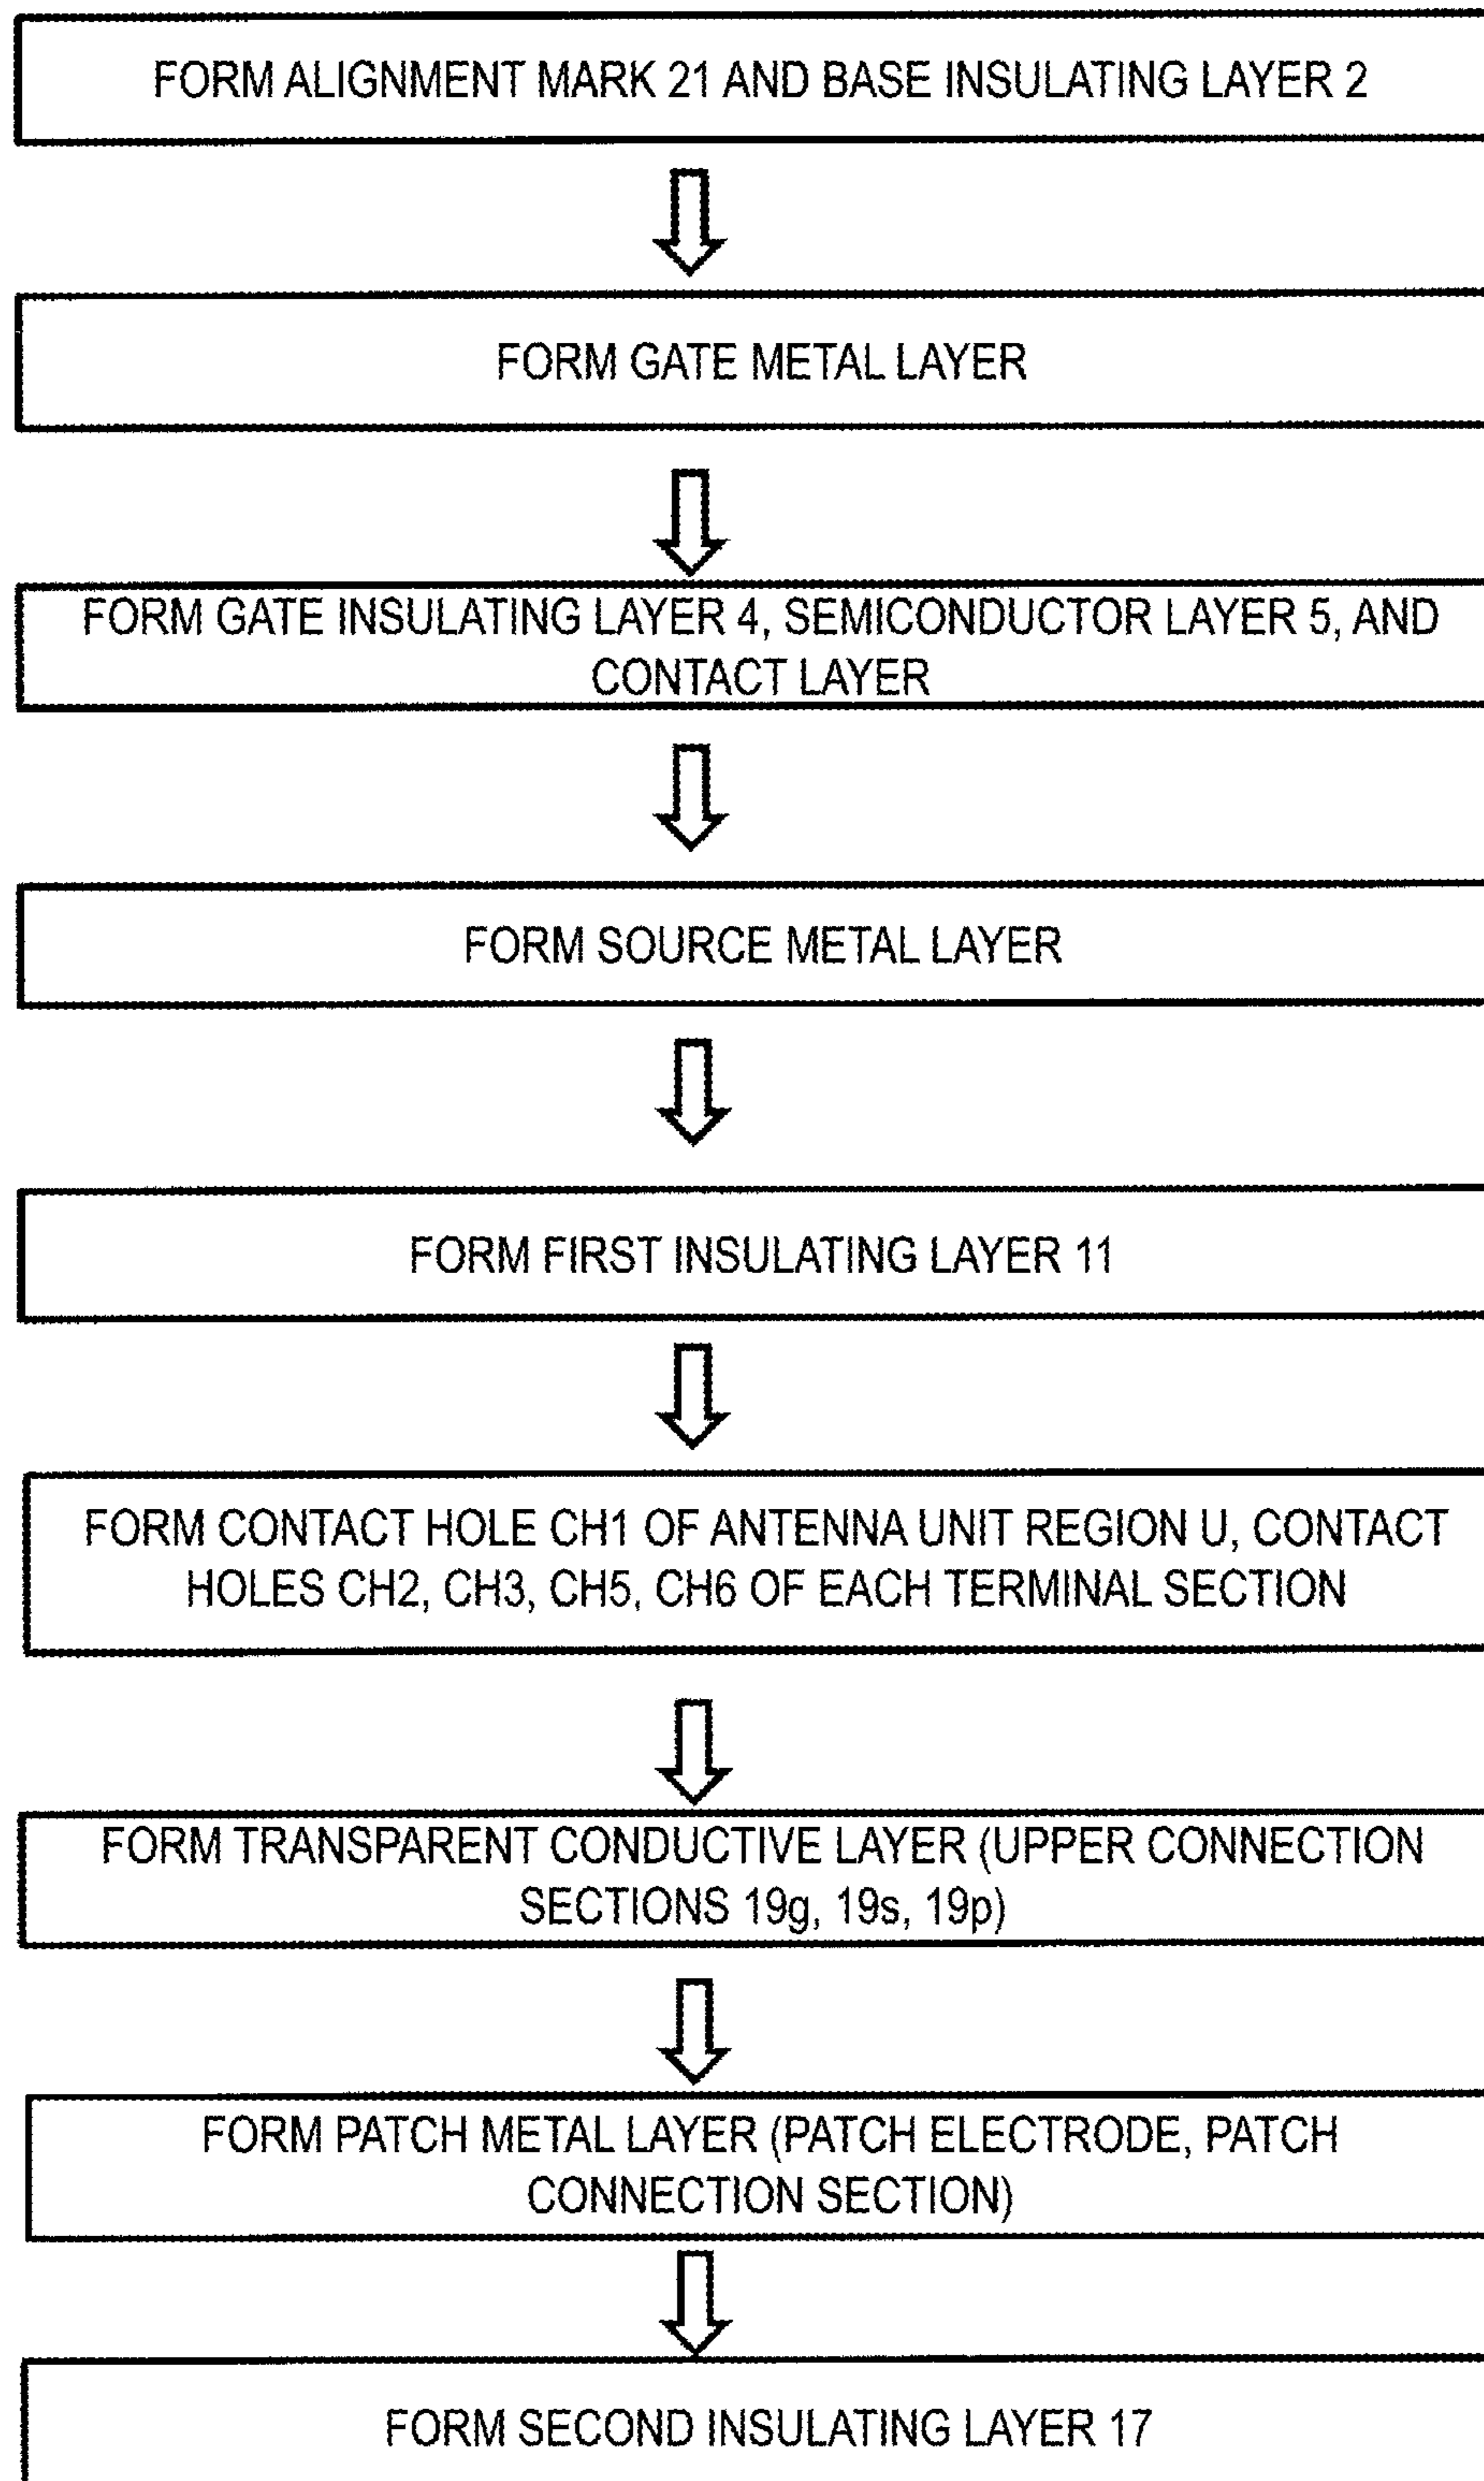 FORM ALIGNMENT MARK 21 AND BASE INSULATING LAYER 2
FORM GATE METAL LAYER
FORM GATE INSULATING LAYER 4, SEMICONDUCTOR LAYER 5, AND
CONTACT LAYER
FORM SOURCE METAL LAYER
FORM FIRST INSULATING LAYER 11
FORM CONTACT HOLE CH1 OF ANTENNA UNIT REGION U, CONTACT
HOLES CH2, CH3, CH5, CH6 OF EACH TERMINAL SECTION
FORM TRANSPARENT CONDUCTIVE LAYER (UPPER CONNECTION
SECTIONS 19g, 19s, 19p)
FORM PATCH METAL LAYER (PATCH ELECTRODE, PATCH
CONNECTION SECTION)
FORM SECOND INSULATING LAYER 17